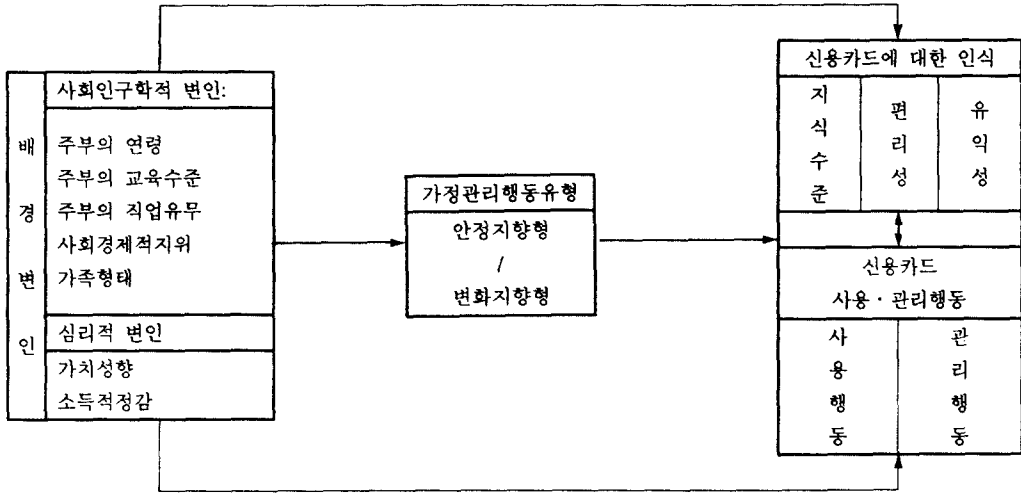 배경변인
사회인구학적 변인:
주부의 연령
주부의 교육수준
주부의 직업유무
사회경제적지위
가족형태
심리적 변인
가치성향
소득적정감
가정관리행동유형
안정지향형
/
변화지향형
신용카드에 대한 인식
지식수준
편리성
유익성
신용카드
사용·관리행동
사용행동
관리행동